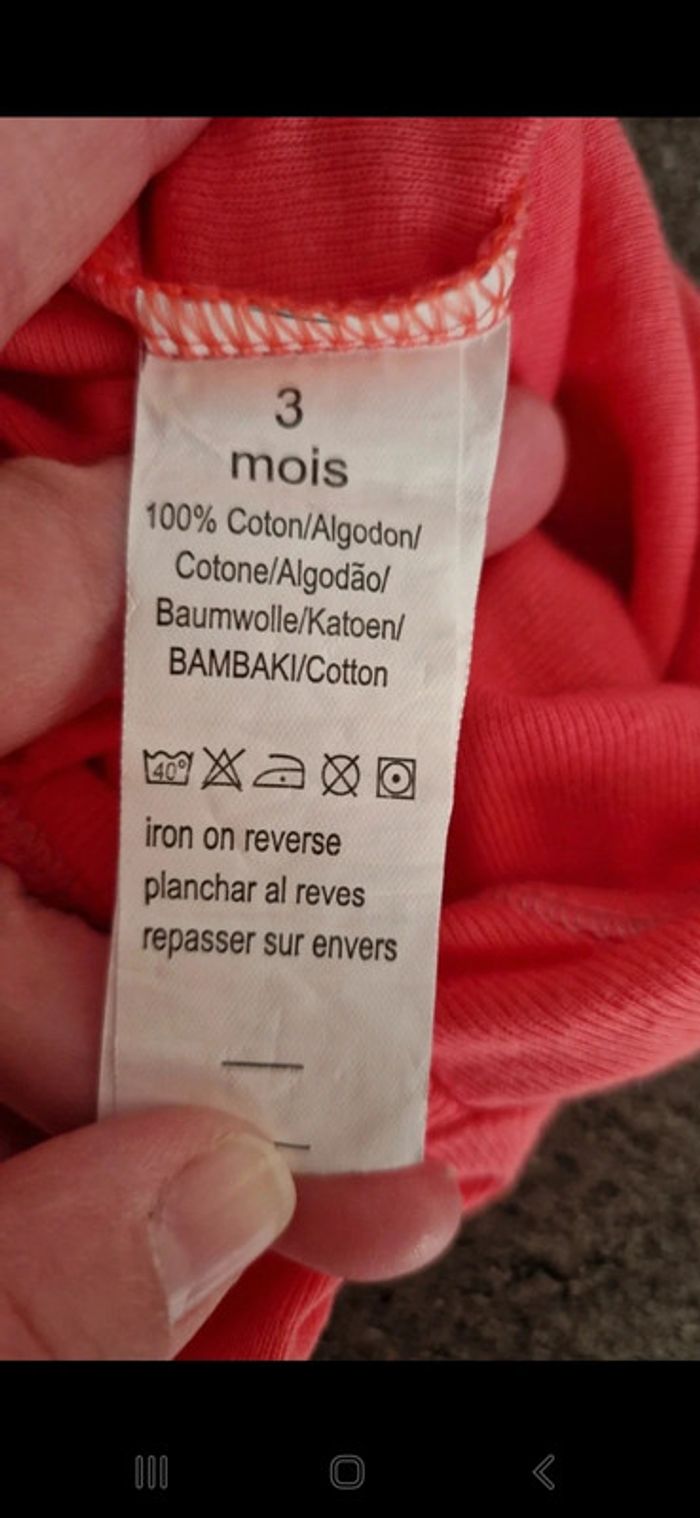 3
mois
100% Coton/Algodon/
Cotone/Algodão/
Baumwolle/Katoen/
BAMBAKI/Cotton
40°
iron on reverse
planchar al reves
repasser sur envers